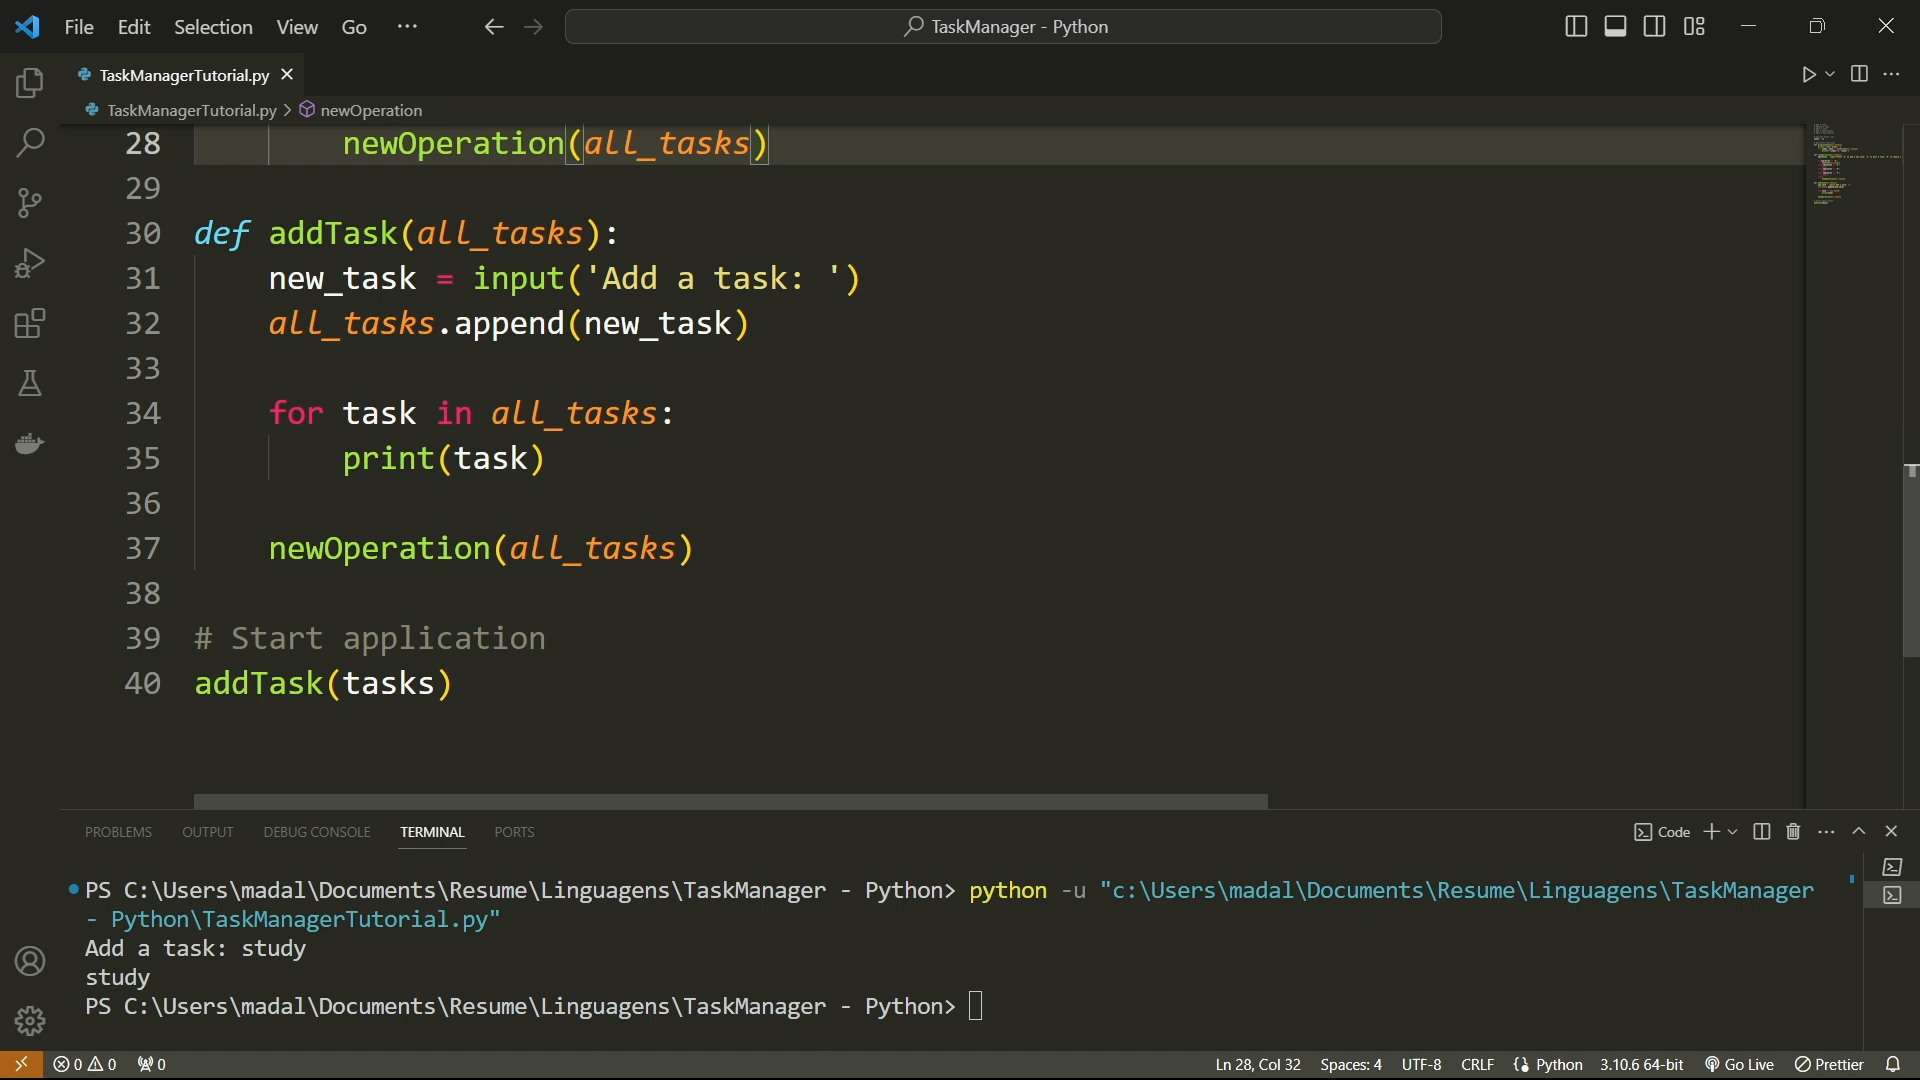 File Edit Selection View Go ··· TaskManager - Python
TaskManagerTutorial.py
TaskManagerTutorial.py > newOperation
28 newOperation(all_tasks)
29
30 def addTask(all_tasks):
31 new_task = input('Add a task: ')
32 all_tasks.append(new_task)
33
34 for task in all_tasks:
35 print(task)
36
37 newOperation(all_tasks)
38
39 # Start application
40 addTask(tasks)
PROBLEMS OUTPUT DEBUG CONSOLE TERMINAL PORTS Code
PS C:\Users\madal\Documents\Resume\Linguagens\TaskManager - Python> python -u "c:\Users\madal\Documents\Resume\Linguagens\TaskManager
- Python\TaskManagerTutorial.py"
Add a task: study
study
PS C:\Users\madal\Documents\Resume\Linguagens\TaskManager - Python>
0 0 0 Ln 28, Col 32 Spaces: 4 UTF-8 CRLF Python 3.10.6 64-bit Go Live Prettier